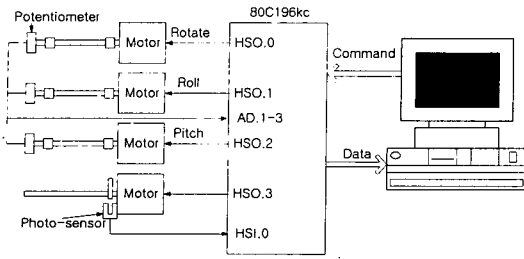 80C196kc
Potentiometer
Motor
Rotate
HSO.0
Command
Motor
Roll
HSO.1
AD.1-3
Motor
Pitch
HSO.2
Data
Motor
HSO.3
Photo-sensor
HSI.0